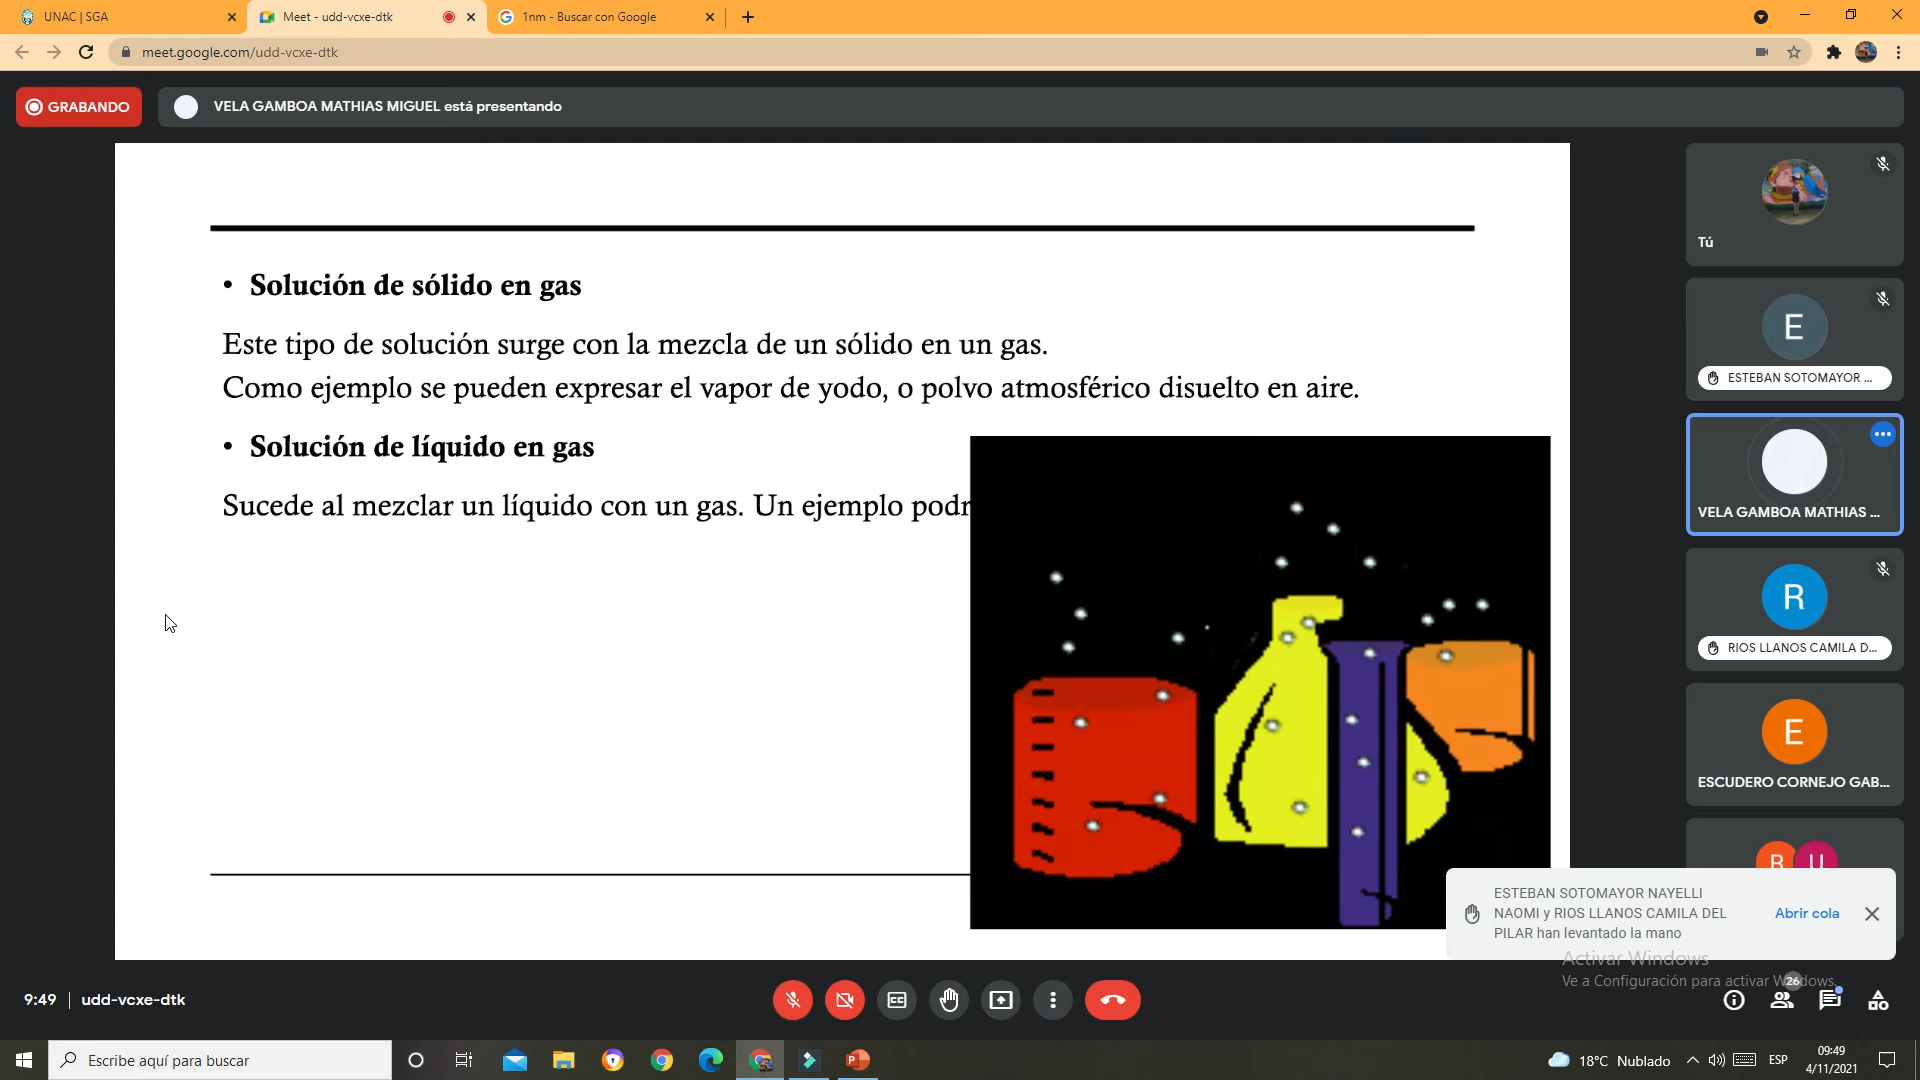 UNAC | SGA
Meet - udd-vcxe-dtk
1nm - Buscar con Google
meet.google.com/udd-vcxe-dtk
GRABANDO
VELA GAMBOA MATHIAS MIGUEL está presentando
• Solución de sólido en gas
Este tipo de solución surge con la mezcla de un sólido en un gas.
Como ejemplo se pueden expresar el vapor de yodo, o polvo atmosférico disuelto en aire.
• Solución de líquido en gas
Sucede al mezclar un líquido con un gas. Un ejemplo podr
Tú
E
ESTEBAN SOTOMAYOR ...
VELA GAMBOA MATHIAS ...
R
RIOS LLANOS CAMILA D...
E
ESCUDERO CORNEJO GAB...
R U
ESTEBAN SOTOMAYOR NAYELLI
NAOMI y RIOS LLANOS CAMILA DEL
PILAR han levantado la mano
Abrir cola
Activar Windows
Ve a Configuración para activar Windows.
26
9:49 | udd-vcxe-dtk
Escribe aquí para buscar
18°C Nublado
ESP
09:49
4/11/2021